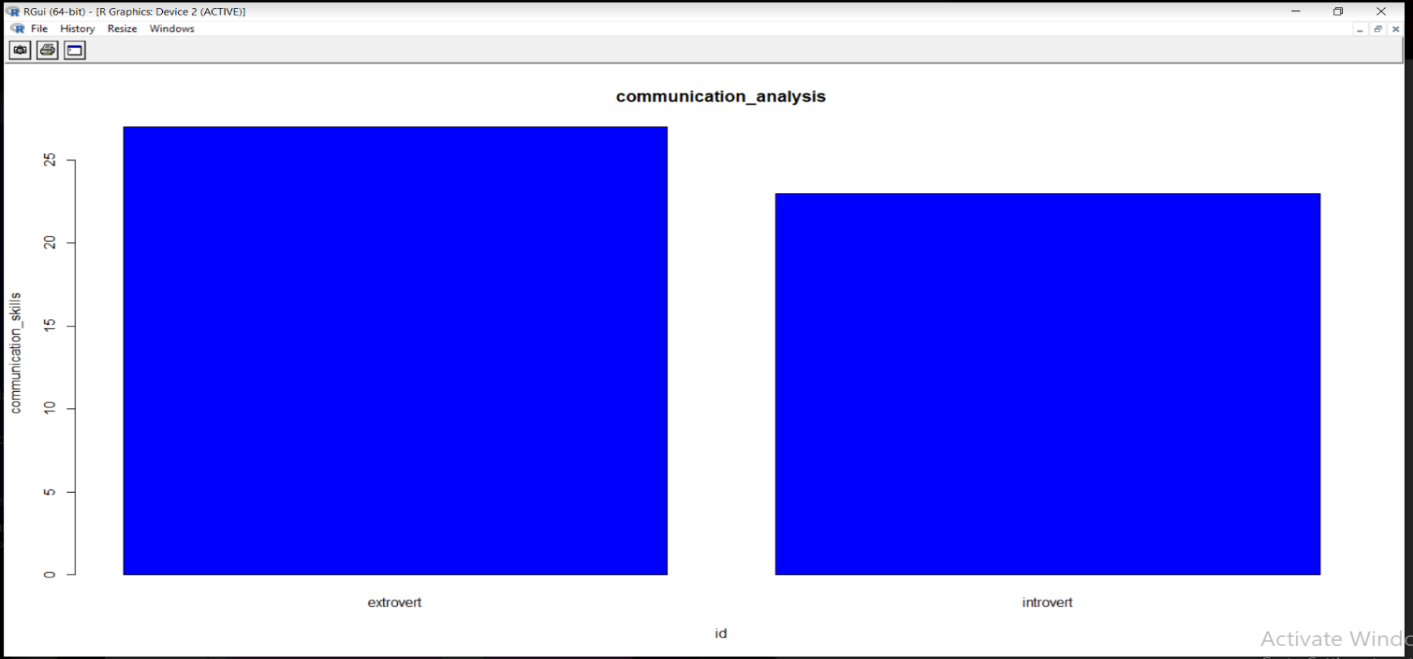 RGui (64-bit) - [R Graphics: Device 2 (ACTIVE)]
File History Resize Windows
communication_analysis
communication_skills
25
20
15
10
5
0
extrovert introvert
id
Activate Windo